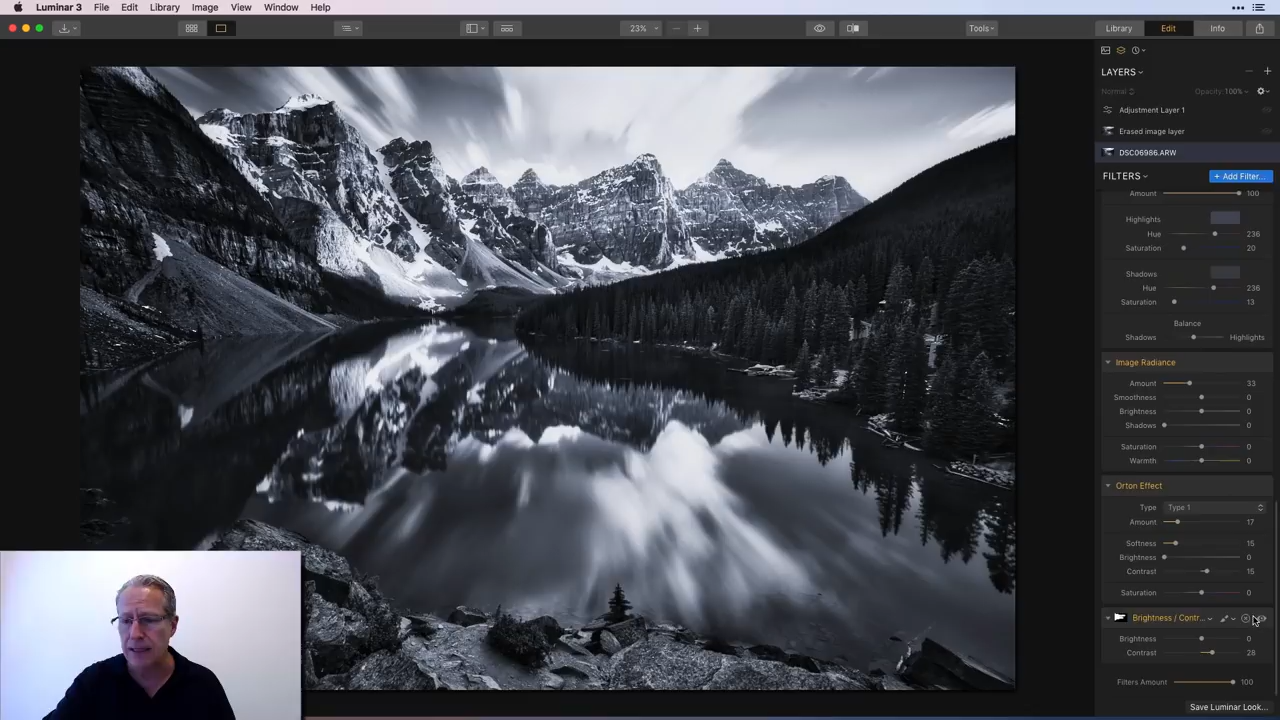 Luminar 3 File Edit Library Image View Window Help
23% Tools Library Edit Info
LAYERS
Normal Opacity: 100%
Adjustment Layer 1
Erased image layer
DSC06986.ARW
FILTERS + Add Filter...
Amount 100
Highlights
Hue 236
Saturation 20
Shadows
Hue 236
Saturation 13
Balance
Shadows Highlights
Image Radiance
Amount 33
Smoothness 0
Brightness 0
Shadows 0
Saturation 0
Warmth 0
Orton Effect
Type Type 1
Amount 17
Softness 15
Brightness 0
Contrast 15
Saturation 0
Brightness / Contr...
Brightness 0
Contrast 28
Filters Amount 100
Save Luminar Look...